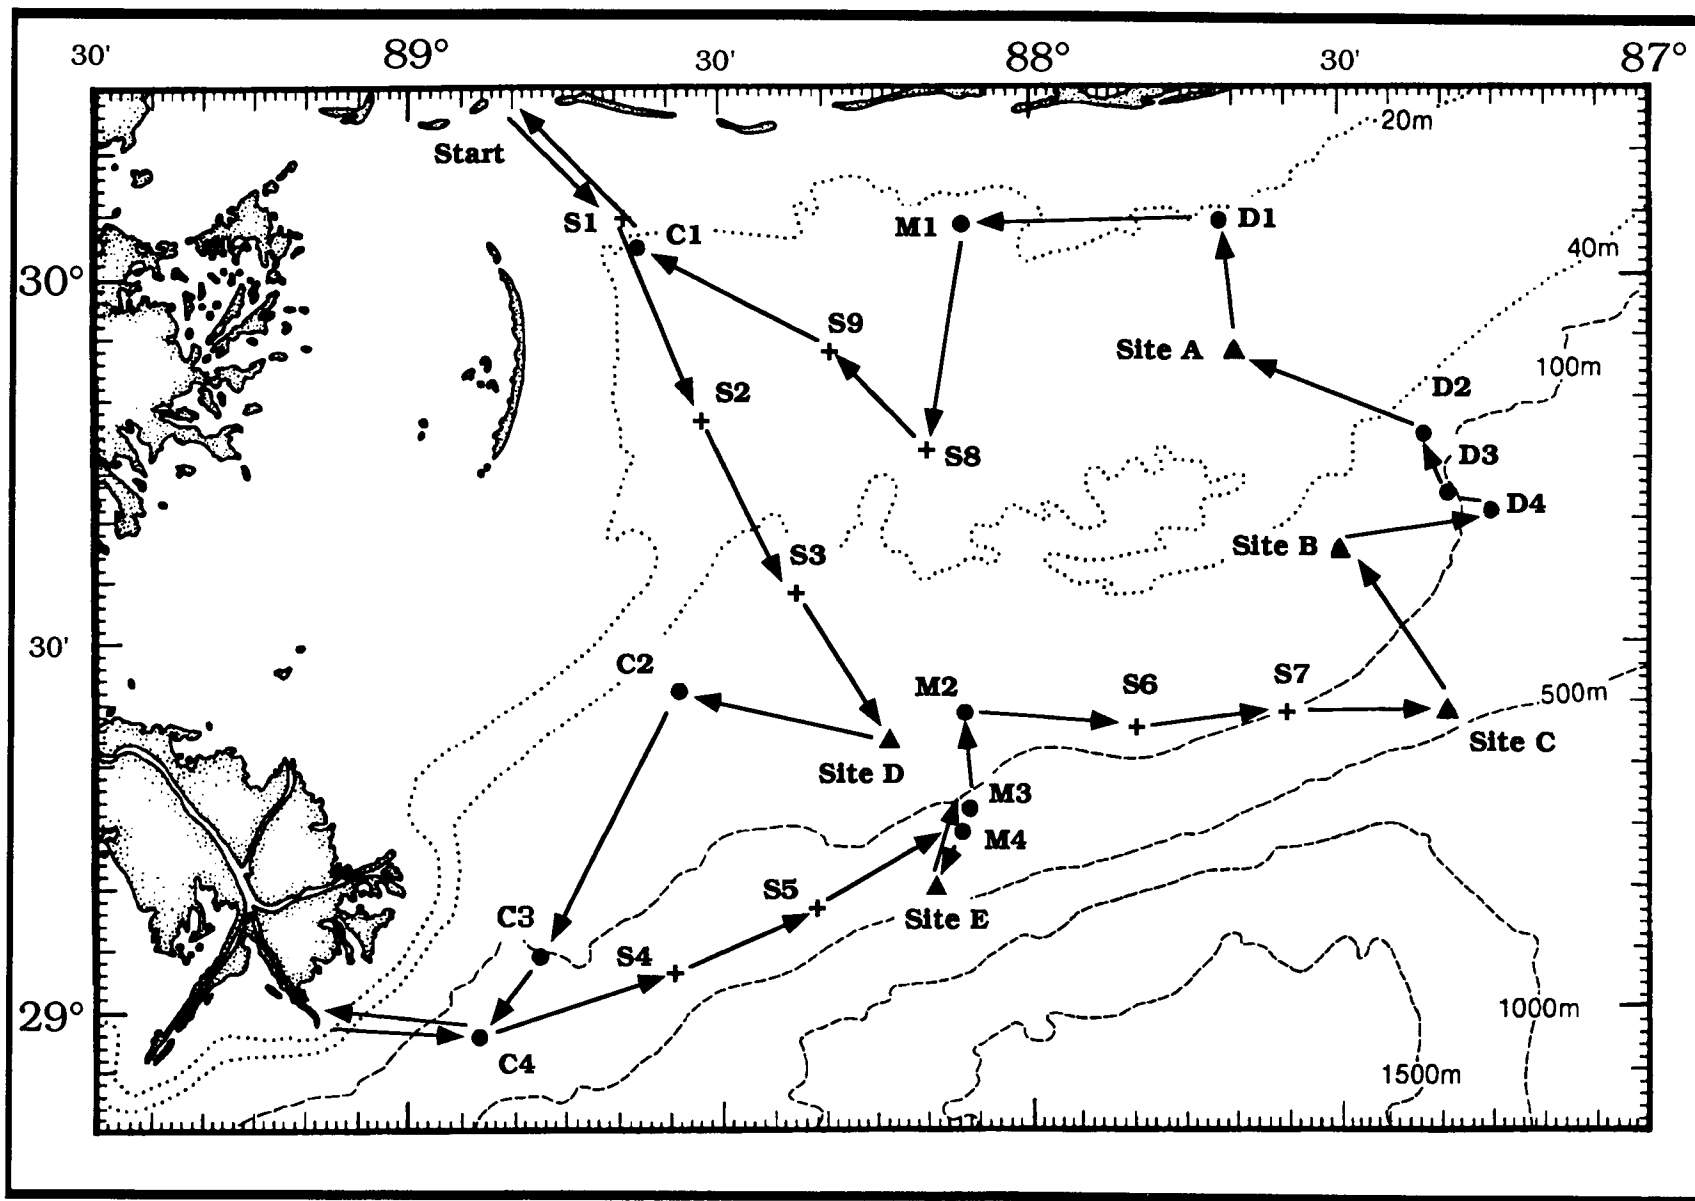 30' 89° 30' 88° 30' 87°
20m
Start
S1
C1
M1
D1
40m
30°
S9
Site A
100m
D2
S2
S8
D3
D4
S3
Site B
30'
C2
M2
S6
S7
500m
Site C
Site D
M3
M4
S5
C3
Site E
S4
29°
1000m
C4
1500m